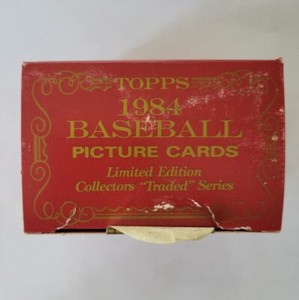 TOPPS
1984
BASEBALL
PICTURE CARDS
Limited Edition
Collectors "Traded" Series